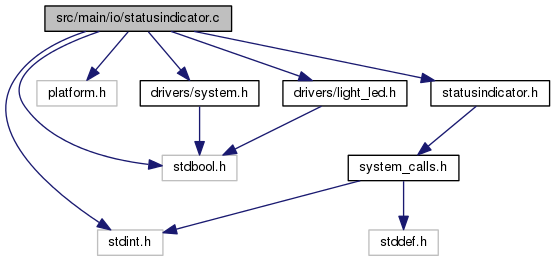 src/main/io/statusindicator.c
platform.h
drivers/system.h
drivers/light_led.h
statusindicator.h
stdbool.h
system_calls.h
stdint.h
stddef.h